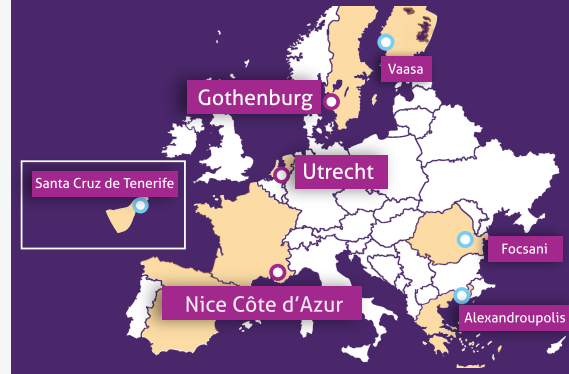 Vaasa
Gothenburg
Utrecht
Santa Cruz de Tenerife
Focsani
Nice Côte d'Azur
Alexandroupolis